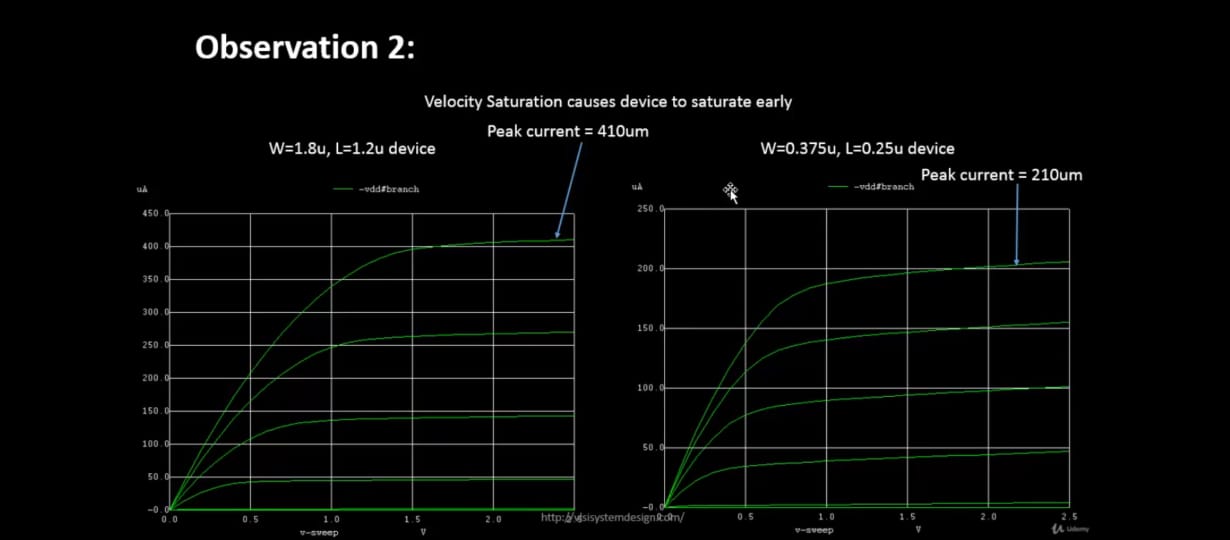 Observation 2:
Velocity Saturation causes device to saturate early
Peak current = 410um
W=1.8u, L=1.2u device
W=0.375u, L=0.25u device
Peak current = 210um
uA
-vdd#branch
450.0
400.0
350.0
300.0
250.0
200.0
150.0
100.0
50.0
-0.0
0.0 0.5 1.0 1.5 2.0
v-sweep V
uA
-vdd#branch
250.0
200.0
150.0
100.0
50.0
-0.0
0.5 1.0 1.5 2.0 2.5
v-sweep V
http://vlsisystemdesign.com/
Udemy